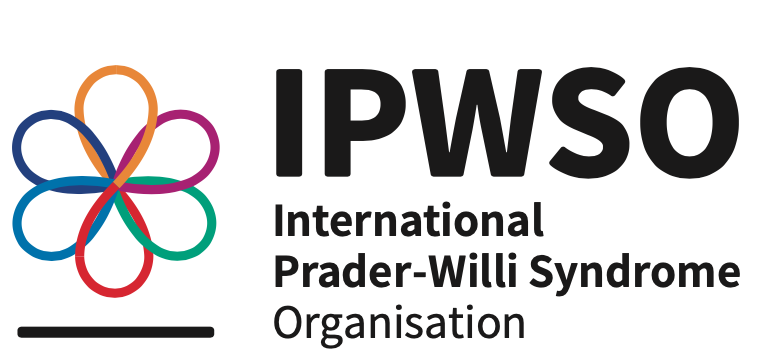 IPWSO
International
Prader-Willi Syndrome
Organisation